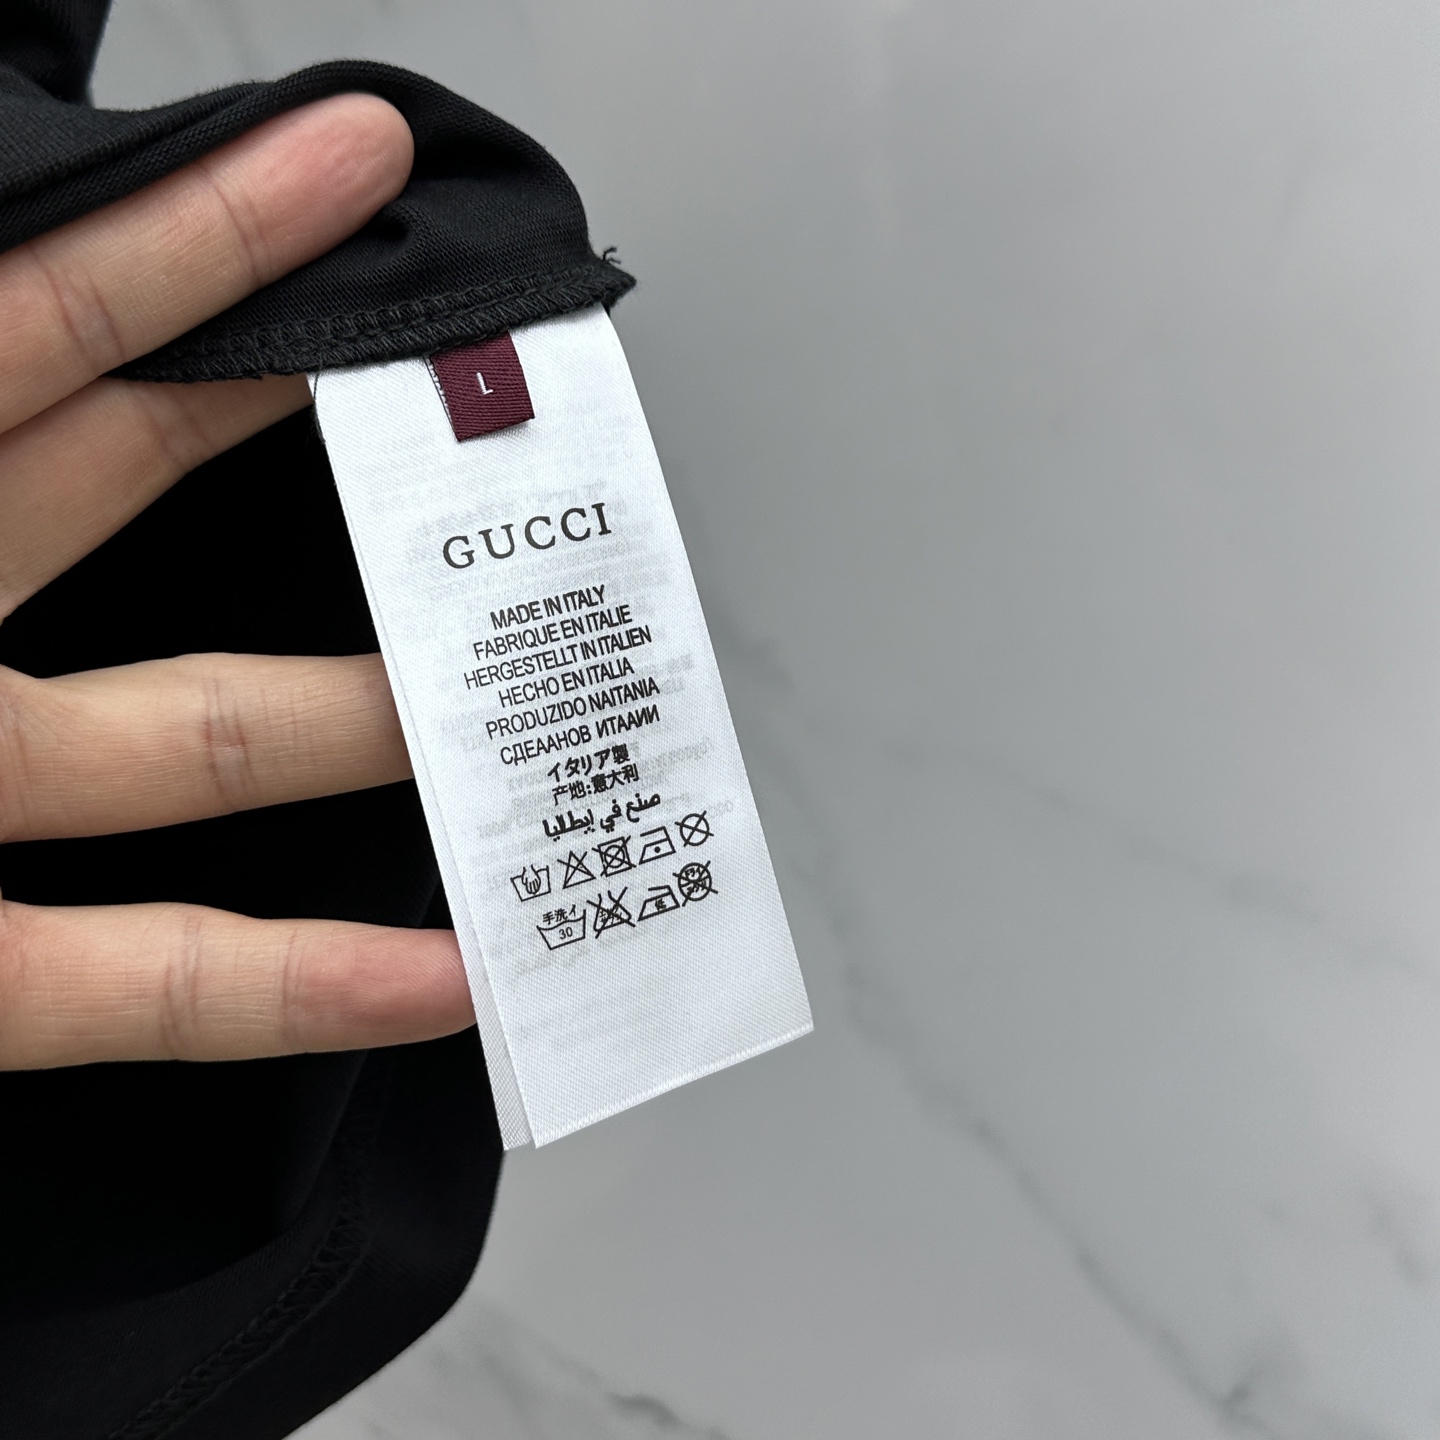 L
GUCCI
MADE IN ITALY
FABRIQUE EN ITALIE
HERGESTELLT IN ITALIEN
HECHO EN ITALIA
PRODUZIDO NAITANIA
СДЕААНОВ ИТААИИ
イタリア製
产地:意大利
صنع في إيطاليا
手洗イ
30